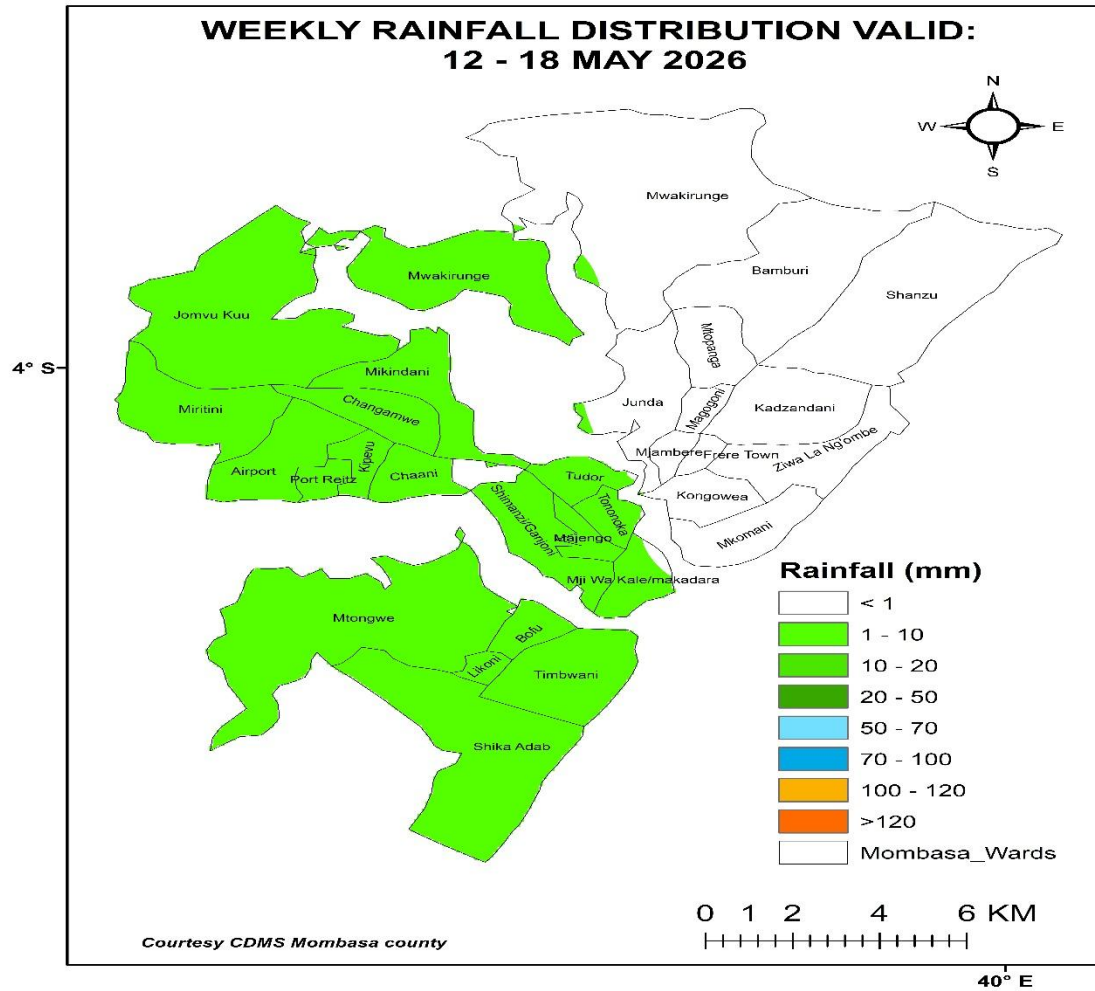 WEEKLY RAINFALL DISTRIBUTION VALID:
12 - 18 MAY 2026
N
W
E
S
Mwakirunge
Bamburi
Shanzu
Mwakirunge
Jomvu Kuu
Mtopanga
4° S
Mikindani
Miritini
Changamwe
Junda
Magogoni
Kadzandani
Ziwa La Ng'ombe
Mjambere
Frere Town
Airport
Port Reitz
Kipevu
Chaani
Tudor
Kongowea
Shimanzi/Ganjoni
Tononoka
Majengo
Mkomani
Mji Wa Kale/makadara
Mtongwe
Bofu
Likoni
Timbwani
Shika Adab
Rainfall (mm)
< 1
1 - 10
10 - 20
20 - 50
50 - 70
70 - 100
100 - 120
>120
Mombasa_Wards
0 1 2 4 6 KM
Courtesy CDMS Mombasa county
40° E